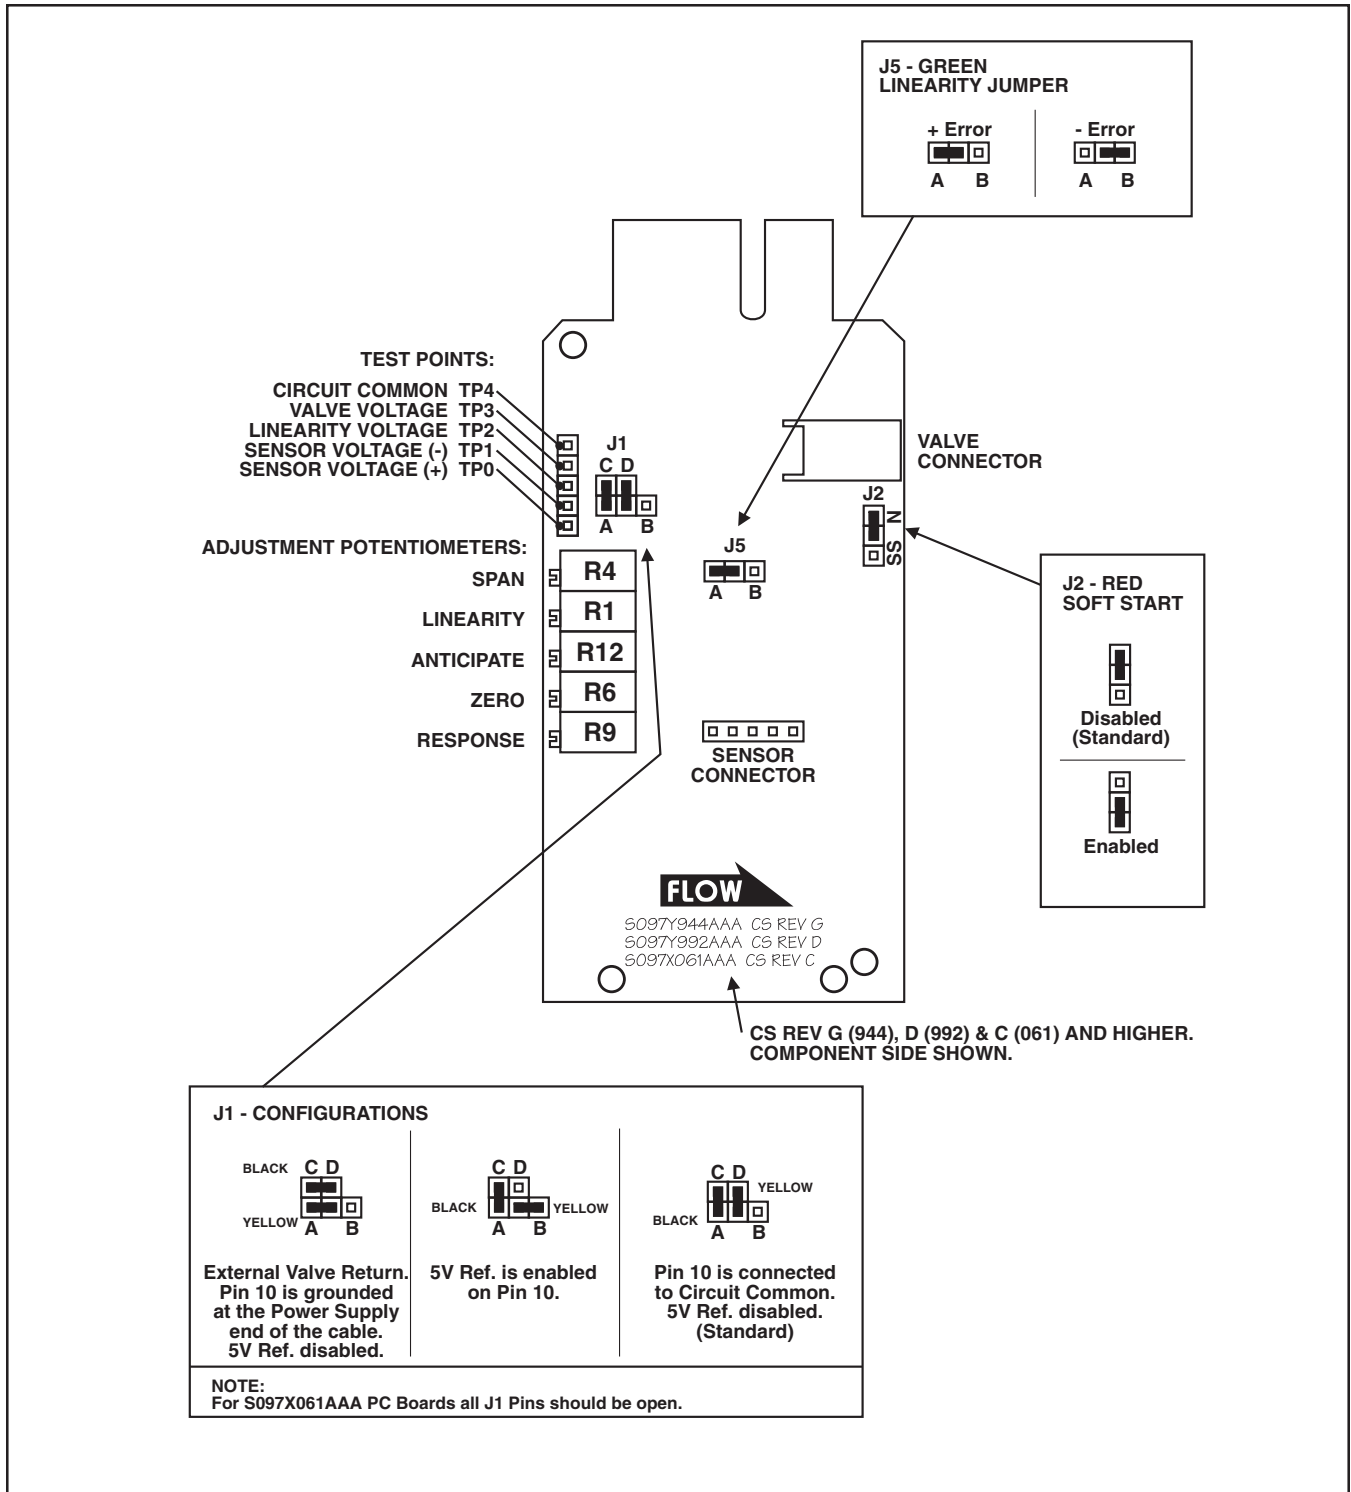 J5 - GREEN
LINEARITY JUMPER
+ Error
- Error
A B
A B
TEST POINTS:
CIRCUIT COMMON TP4
VALVE VOLTAGE TP3
LINEARITY VOLTAGE TP2
SENSOR VOLTAGE (-) TP1
SENSOR VOLTAGE (+) TP0
J1
C D
A B
VALVE
CONNECTOR
J2
N
SS
J5
A B
ADJUSTMENT POTENTIOMETERS:
SPAN R4
LINEARITY R1
ANTICIPATE R12
ZERO R6
RESPONSE R9
J2 - RED
SOFT START
Disabled
(Standard)
Enabled
SENSOR
CONNECTOR
FLOW
S097Y944AAA CS REV G
S097Y992AAA CS REV D
S097X061AAA CS REV C
CS REV G (944), D (992) & C (061) AND HIGHER.
COMPONENT SIDE SHOWN.
J1 - CONFIGURATIONS
BLACK C D
YELLOW A B
External Valve Return.
Pin 10 is grounded
at the Power Supply
end of the cable.
5V Ref. disabled.
C D
BLACK YELLOW
A B
5V Ref. is enabled
on Pin 10.
C D
YELLOW
BLACK
A B
Pin 10 is connected
to Circuit Common.
5V Ref. disabled.
(Standard)
NOTE:
For S097X061AAA PC Boards all J1 Pins should be open.